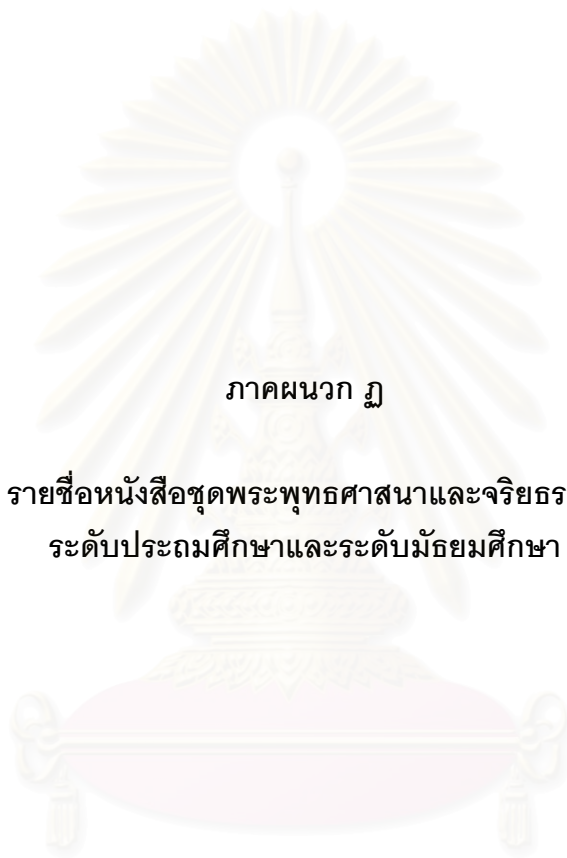 ภาคผนวก ฏ
รายชื่อหนังสือชุดพระพุทธศาสนาและจริยธร
ระดับประถมศึกษาและระดับมัธยมศึกษา